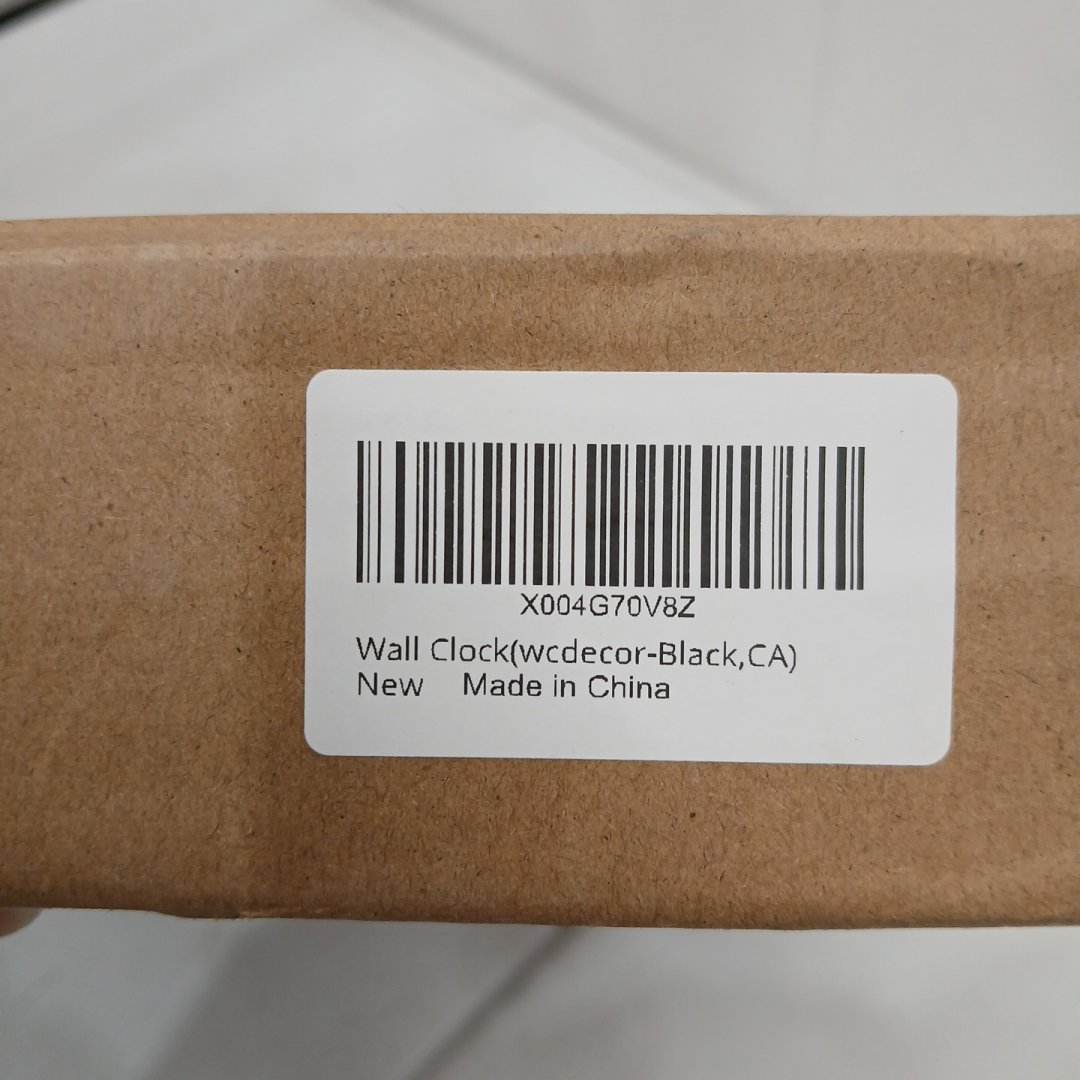 X004G70V8Z
Wall Clock(wcdecor-Black,CA)
New Made in China